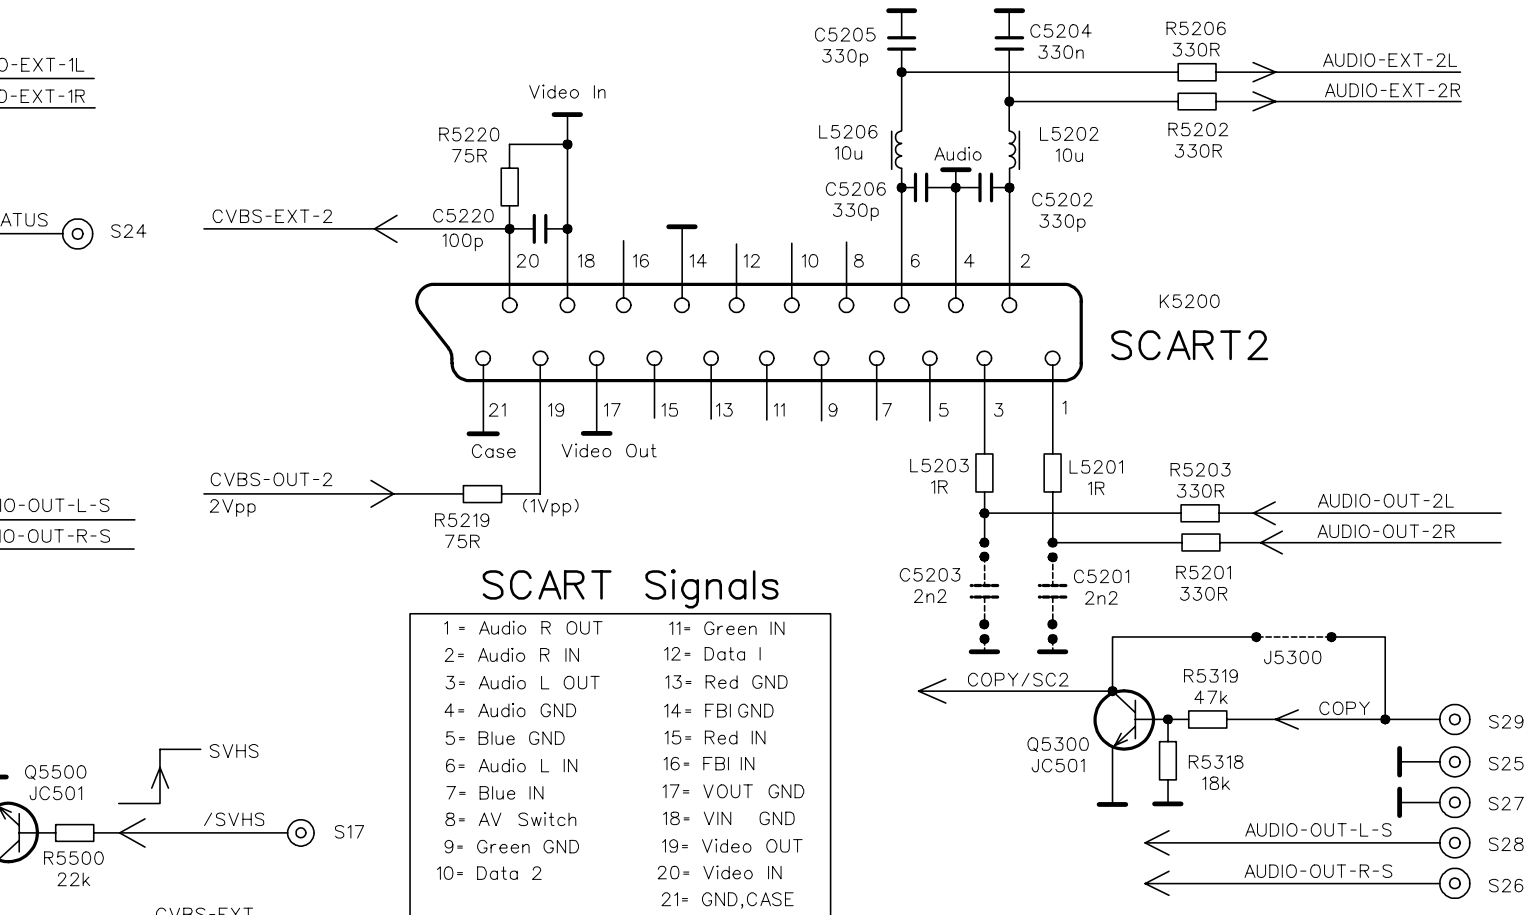 C5205
330p
C5204
330n
R5206
330R
AUDIO-EXT-2L
O-EXT-1L
O-EXT-1R
AUDIO-EXT-2R
Video In
R5220
75R
L5206
10u
Audio
L5202
10u
R5202
330R
C5206
330p
C5202
330p
ATUS
S24
CVBS-EXT-2
C5220
100p
20 18 16 14 12 10 8 6 4 2
K5200
SCART2
21 19 17 15 13 11 9 7 5 3 1
Case
Video Out
CVBS-OUT-2
2Vpp
(1Vpp)
R5219
75R
L5203
1R
L5201
1R
R5203
330R
AUDIO-OUT-2L
AUDIO-OUT-2R
R5201
330R
IO-OUT-L-S
IO-OUT-R-S
C5203
2n2
C5201
2n2
SCART Signals
1= Audio R OUT
2= Audio R IN
3= Audio L OUT
4= Audio GND
5= Blue GND
6= Audio L IN
7= Blue IN
8= AV Switch
9= Green GND
10= Data 2
11= Green IN
12= Data I
13= Red GND
14= FBI GND
15= Red IN
16= FBI IN
17= VOUT GND
18= VIN GND
19= Video OUT
20= Video IN
21= GND,CASE
J5300
COPY/SC2
R5319
47k
COPY
S29
Q5300
JC501
R5318
18k
S25
S27
AUDIO-OUT-L-S
S28
AUDIO-OUT-R-S
S26
SVHS
Q5500
JC501
/SVHS
S17
R5500
22k
CVBS-EXT